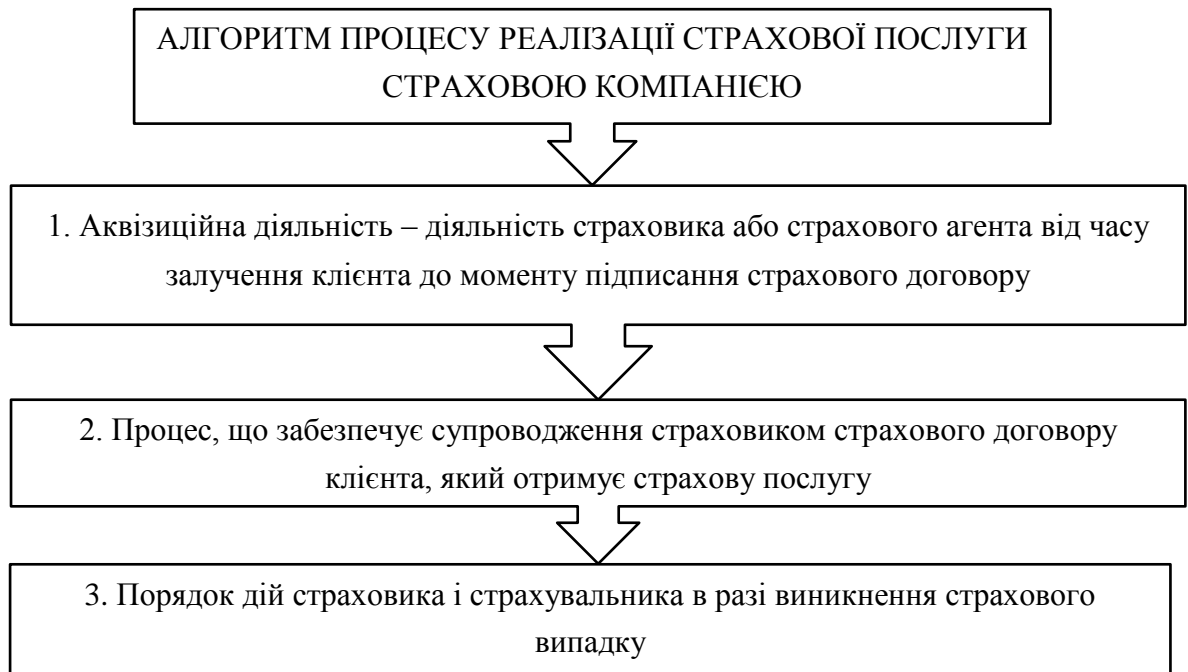 АЛГОРИТМ ПРОЦЕСУ РЕАЛІЗАЦІЇ СТРАХОВОЇ ПОСЛУГИ
СТРАХОВОЮ КОМПАНІЄЮ
1. Аквізиційна діяльність – діяльність страховика або страхового агента від часу
залучення клієнта до моменту підписання страхового договору
2. Процес, що забезпечує супроводження страховиком страхового договору
клієнта, який отримує страхову послугу
3. Порядок дій страховика і страхувальника в разі виникнення страхового
випадку